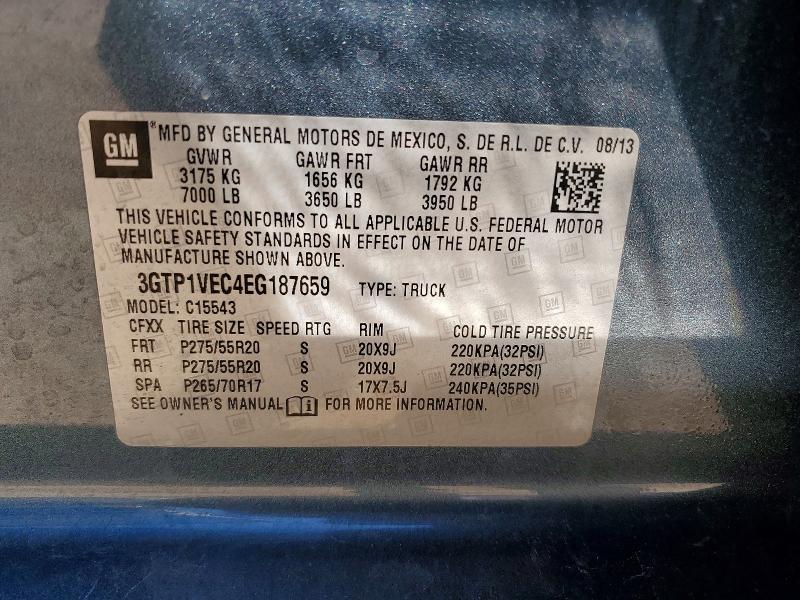 GM ® MFD BY GENERAL MOTORS DE MEXICO, S. DE R.L. DE C.V. 08/13
GVWR GAWR FRT GAWR RR
3175 KG 1656 KG 1792 KG
7000 LB 3650 LB 3950 LB
THIS VEHICLE CONFORMS TO ALL APPLICABLE U.S. FEDERAL MOTOR
VEHICLE SAFETY STANDARDS IN EFFECT ON THE DATE OF
MANUFACTURE SHOWN ABOVE.
3GTP1VEC4EG187659 TYPE: TRUCK
MODEL: C15543
CFXX TIRE SIZE SPEED RTG RIM COLD TIRE PRESSURE
FRT P275/55R20 S 20X9J 220KPA(32PSI)
RR P275/55R20 S 20X9J 220KPA(32PSI)
SPA P265/70R17 S 17X7.5J 240KPA(35PSI)
SEE OWNER'S MANUAL i FOR MORE INFORMATION.